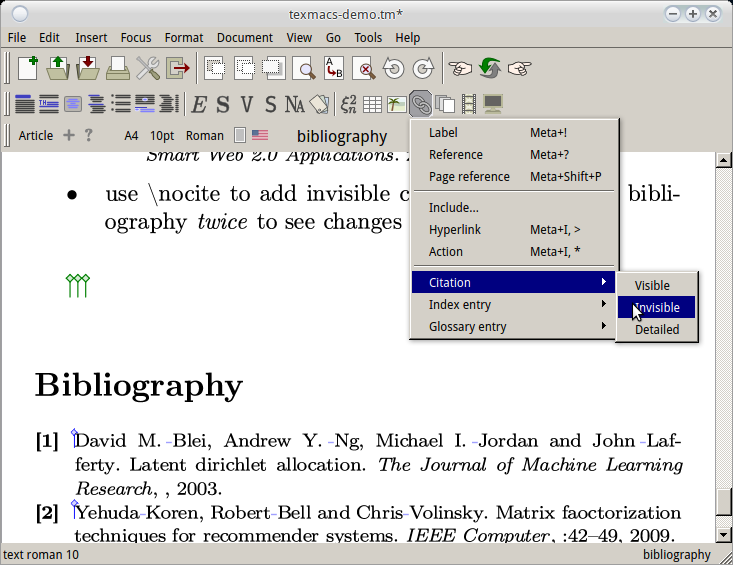 texmacs-demo.tm*
File Edit Insert Focus Format Document View Go Tools Help
E S V S NA
Article + ? A4 10pt Roman bibliography
Smart Web 2.0 Applications.
• use \nocite to add invisible c bibli-
ography twice to see changes
Label Meta+!
Reference Meta+?
Page reference Meta+Shift+P
Include...
Hyperlink Meta+I, >
Action Meta+I, *
Citation
Index entry
Glossary entry
Visible
Invisible
Detailed
Bibliography
[1] David M. Blei, Andrew Y. Ng, Michael I. Jordan and John Laf-
ferty. Latent dirichlet allocation. The Journal of Machine Learning
Research, , 2003.
[2] Yehuda Koren, Robert Bell and Chris Volinsky. Matrix faoctorization
techniques for recommender systems. IEEE Computer, :42–49, 2009.
text roman 10 bibliography